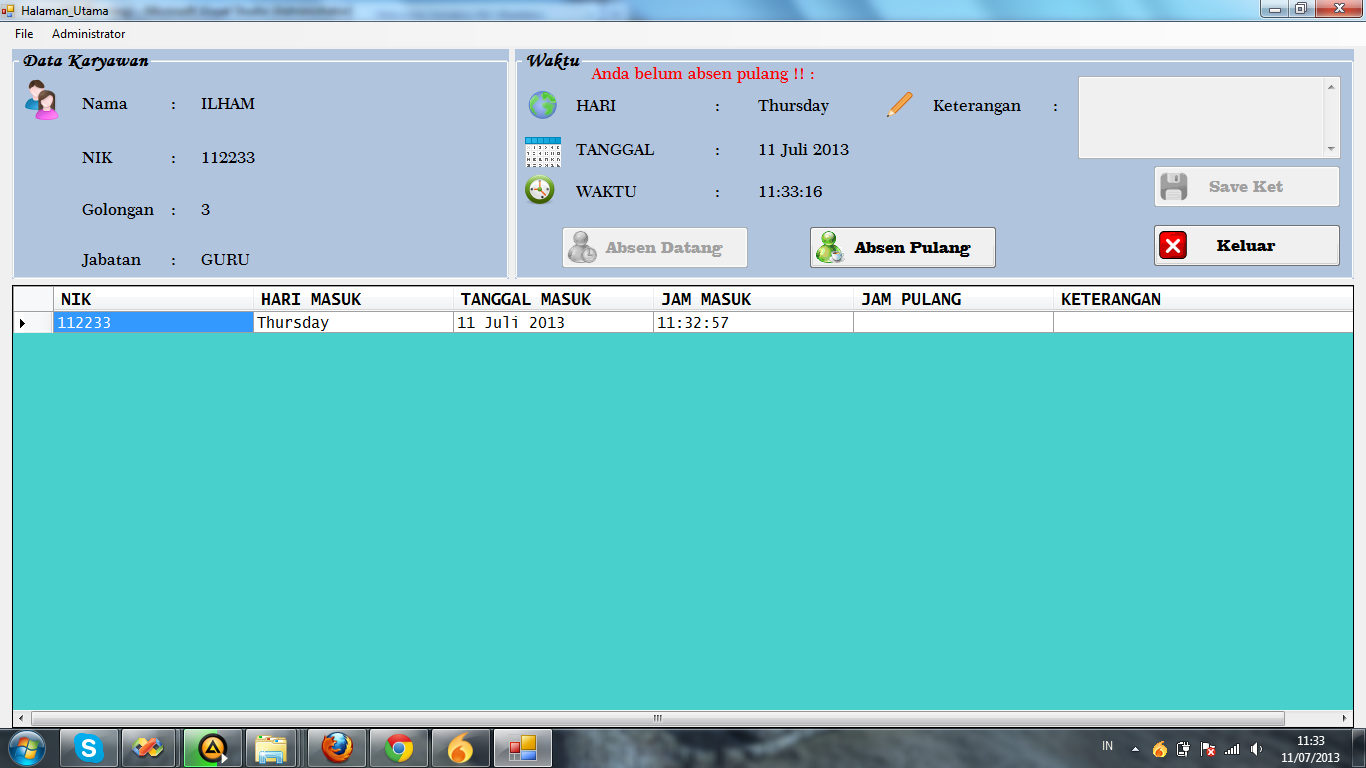 Halaman_Utama
File Administrator
Data Karyawan
Nama : ILHAM
NIK : 112233
Golongan : 3
Jabatan : GURU
Waktu
Anda belum absen pulang !! :
HARI : Thursday
Keterangan :
TANGGAL : 11 Juli 2013
WAKTU : 11:33:16
Save Ket
Absen Datang
Absen Pulang
Keluar
NIK HARI MASUK TANGGAL MASUK JAM MASUK JAM PULANG KETERANGAN
112233 Thursday 11 Juli 2013 11:32:57
IN
11:33
11/07/2013